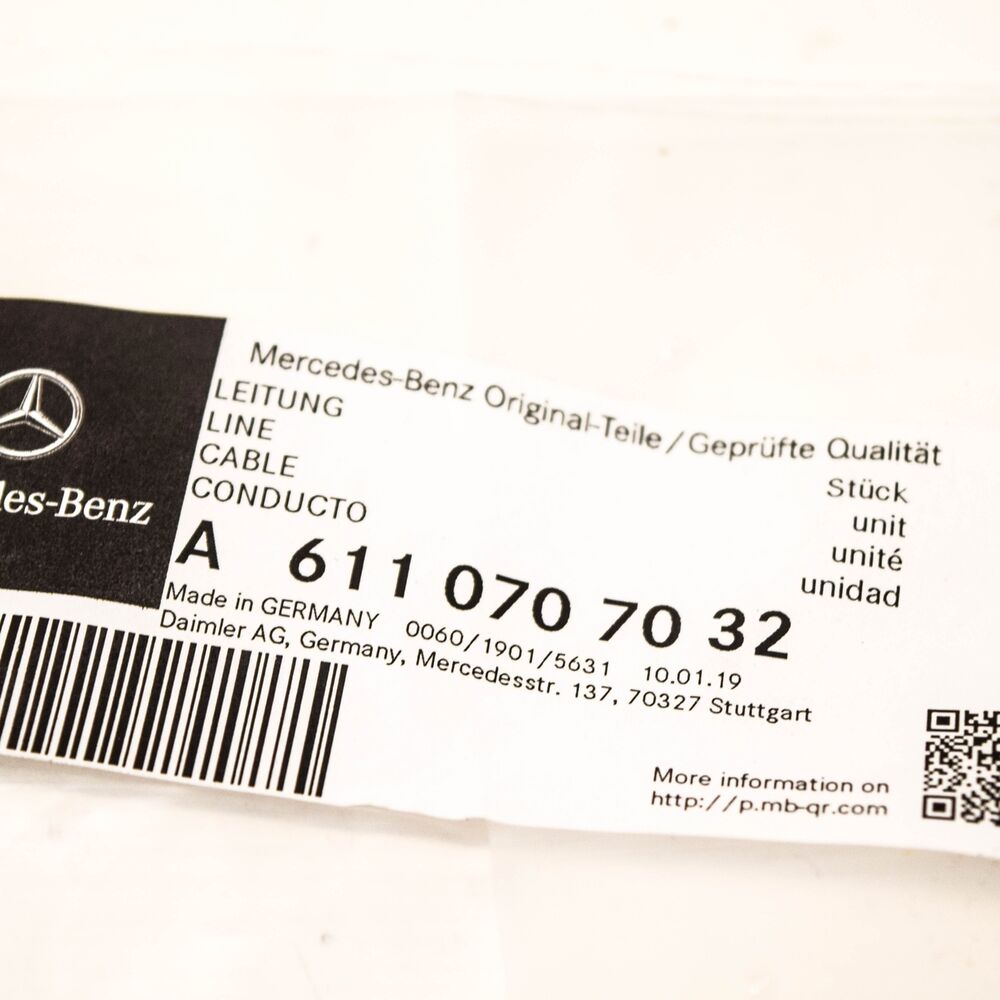 des-Benz
Mercedes-Benz Original-Teile/Geprüfte Qualität
LEITUNG
LINE
CABLE
CONDUCTO
Stück
unit
unité
unidad
A 611 070 70 32
Made in GERMANY 0060/1901/5631 10.01.19
Daimler AG, Germany, Mercedesstr. 137, 70327 Stuttgart
More information on
http://p.mb-qr.com